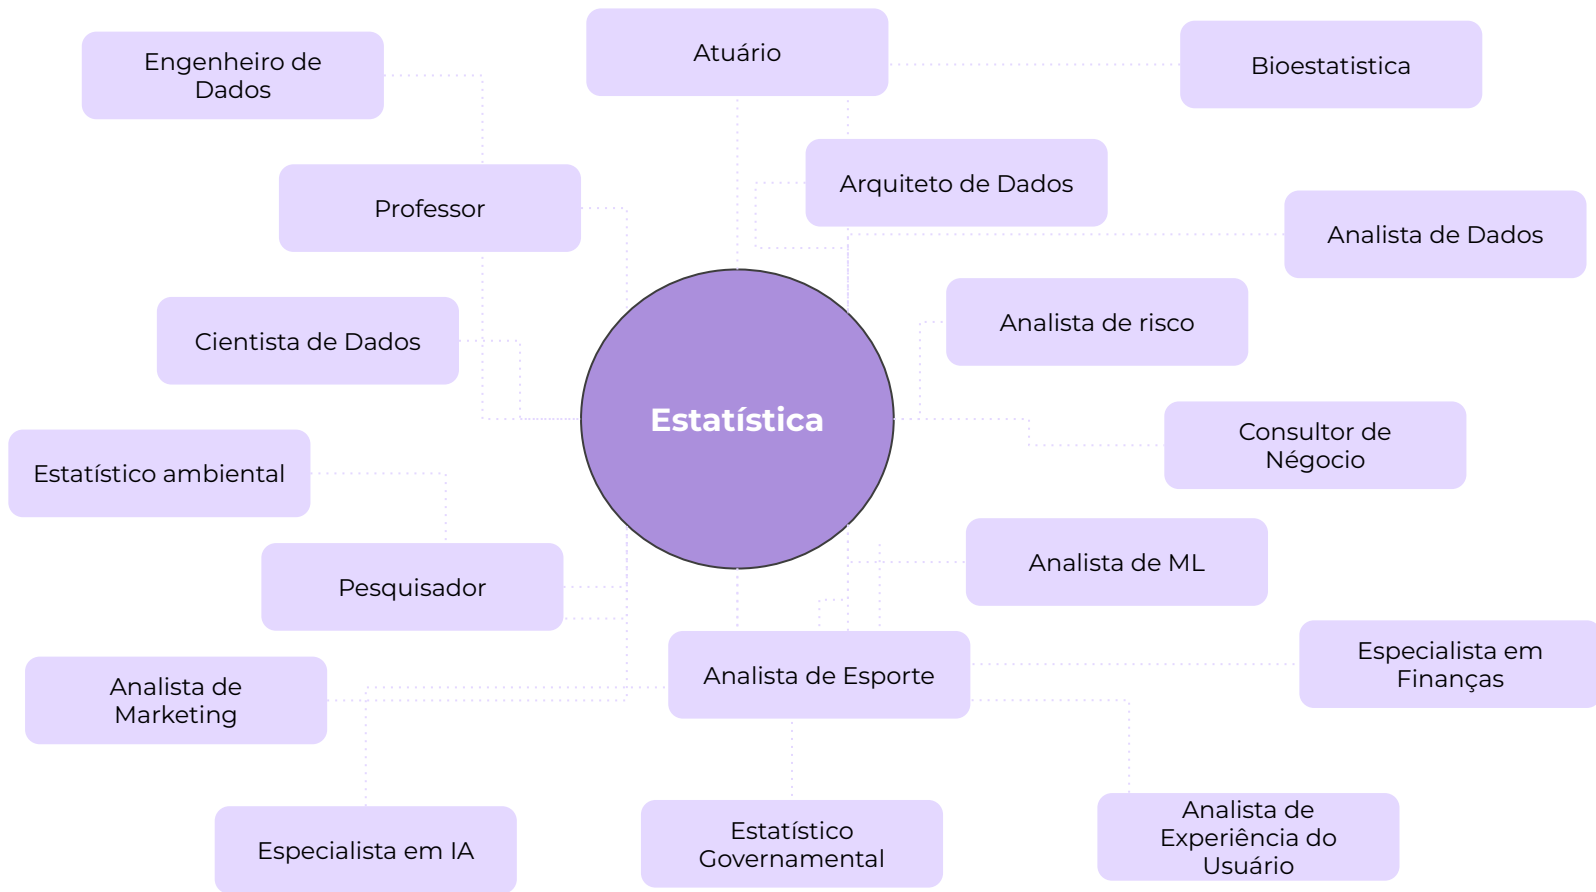 Atuário
Engenheiro de
Dados
Bioestatistica
Arquiteto de Dados
Professor
Analista de Dados
Analista de risco
Cientista de Dados
Estatística
Consultor de
Négocio
Estatístico ambiental
Analista de ML
Pesquisador
Especialista em
Finanças
Analista de Esporte
Analista de
Marketing
Analista de
Experiência do
Usuário
Estatístico
Governamental
Especialista em IA